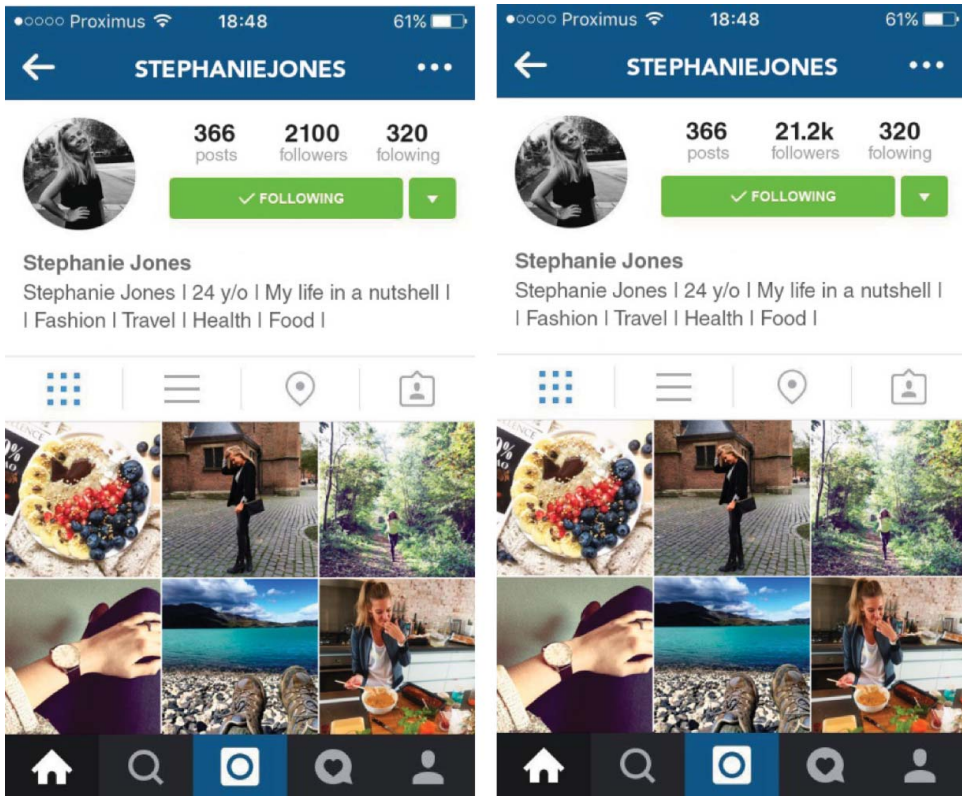 ●○○○○ Proximus 18:48 61%
STEPHANIEJONES
366 2100 320
posts followers folowing
FOLLOWING
Stephanie Jones
Stephanie Jones I 24 y/o I My life in a nutshell I
I Fashion I Travel I Health I Food I
●○○○○ Proximus 18:48 61%
STEPHANIEJONES
366 21.2k 320
posts followers folowing
FOLLOWING
Stephanie Jones
Stephanie Jones I 24 y/o I My life in a nutshell I
I Fashion I Travel I Health I Food I